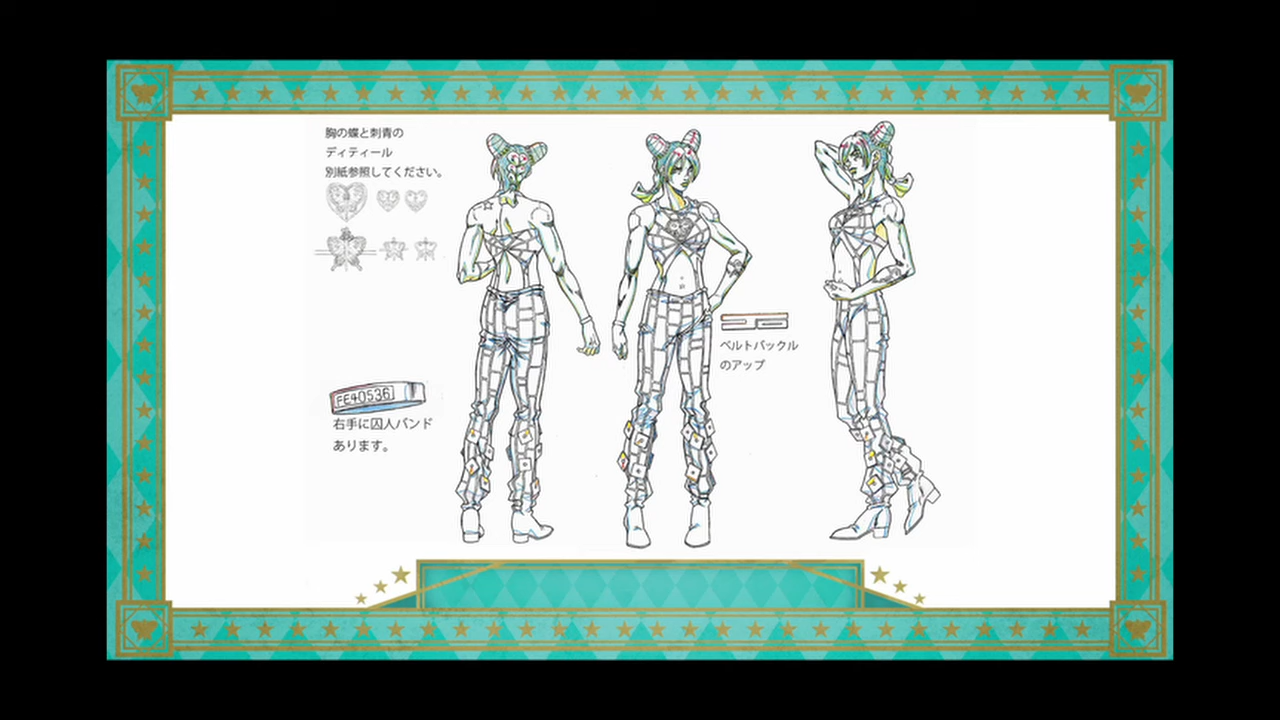 胸の蝶と刺青の
ディティール
別紙参照してください。
FE40536
右手に囚人バンド
あります。
ベルトバックル
のアップ